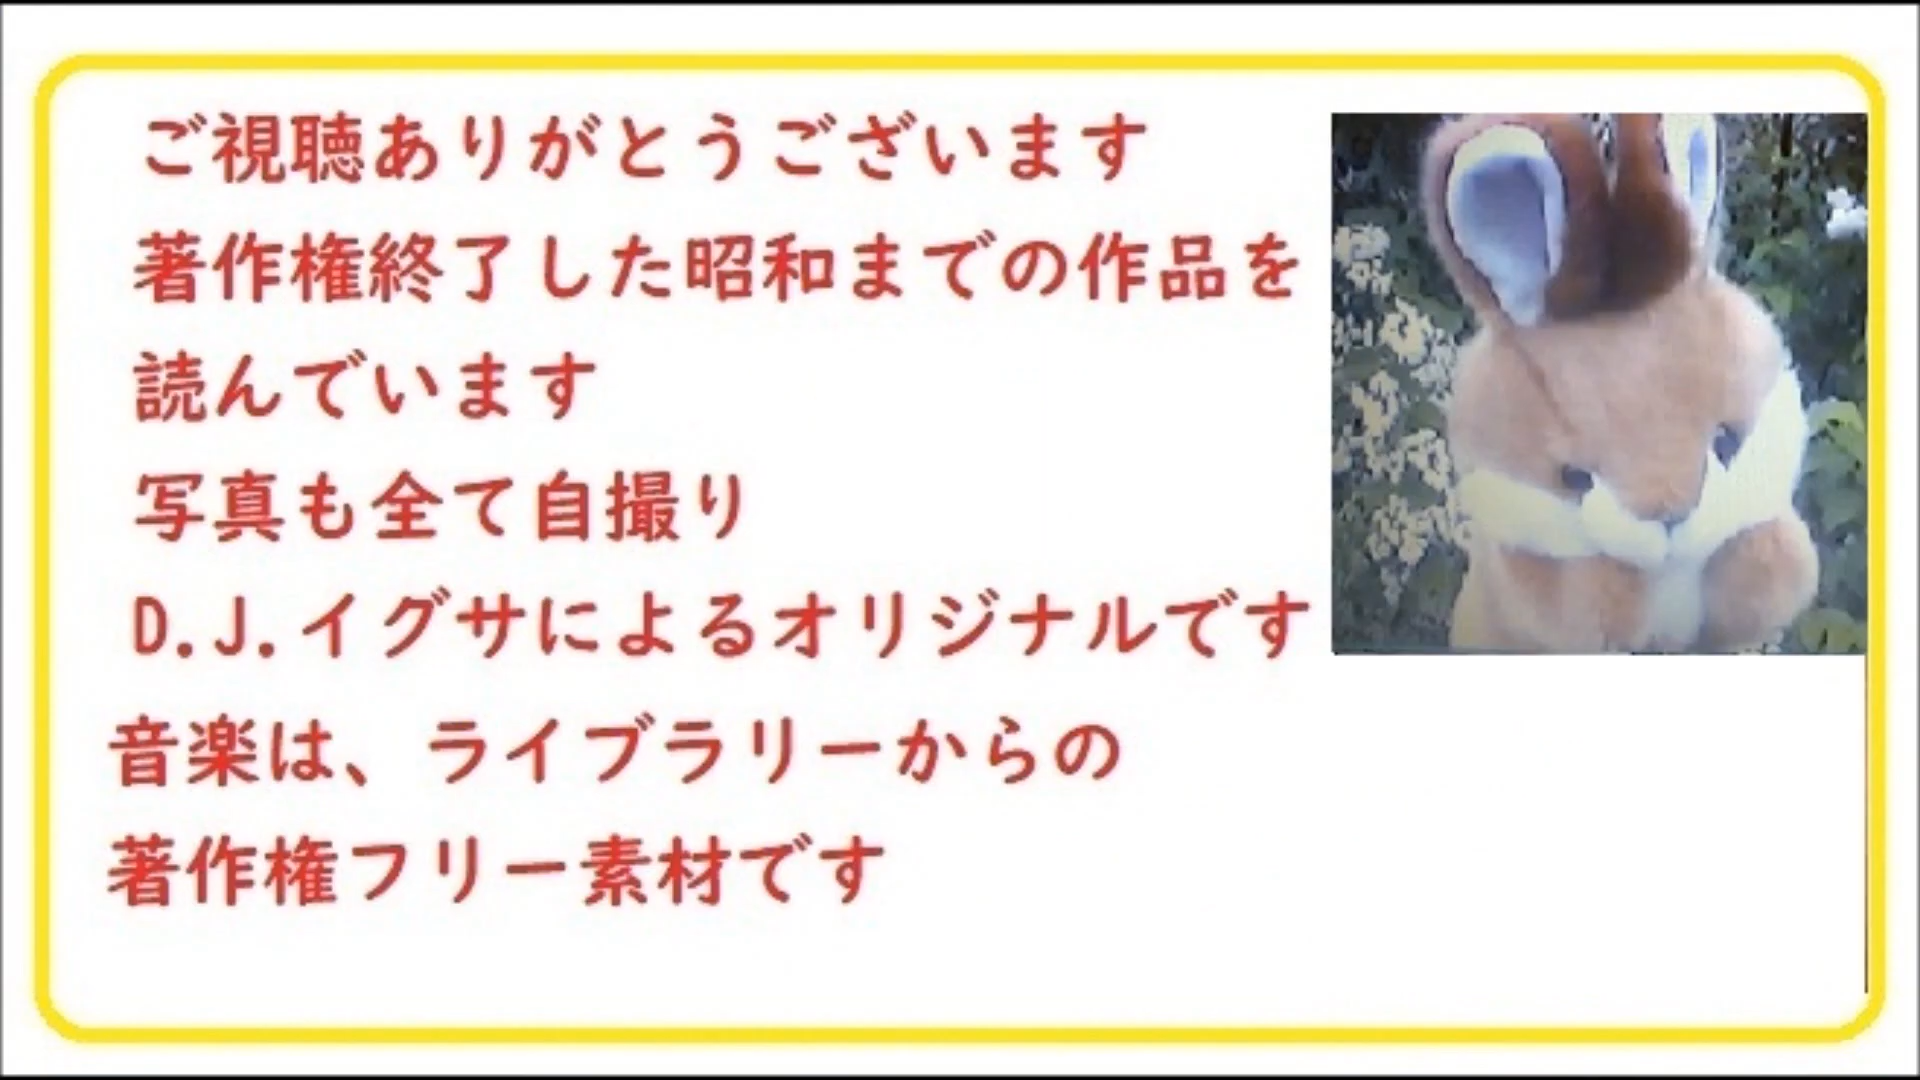 ご視聴ありがとうございます
著作権終了した昭和までの作品を
読んでいます
写真も全て自撮り
D.J.イグサによるオリジナルです
音楽は、ライブラリーからの
著作権フリー素材です